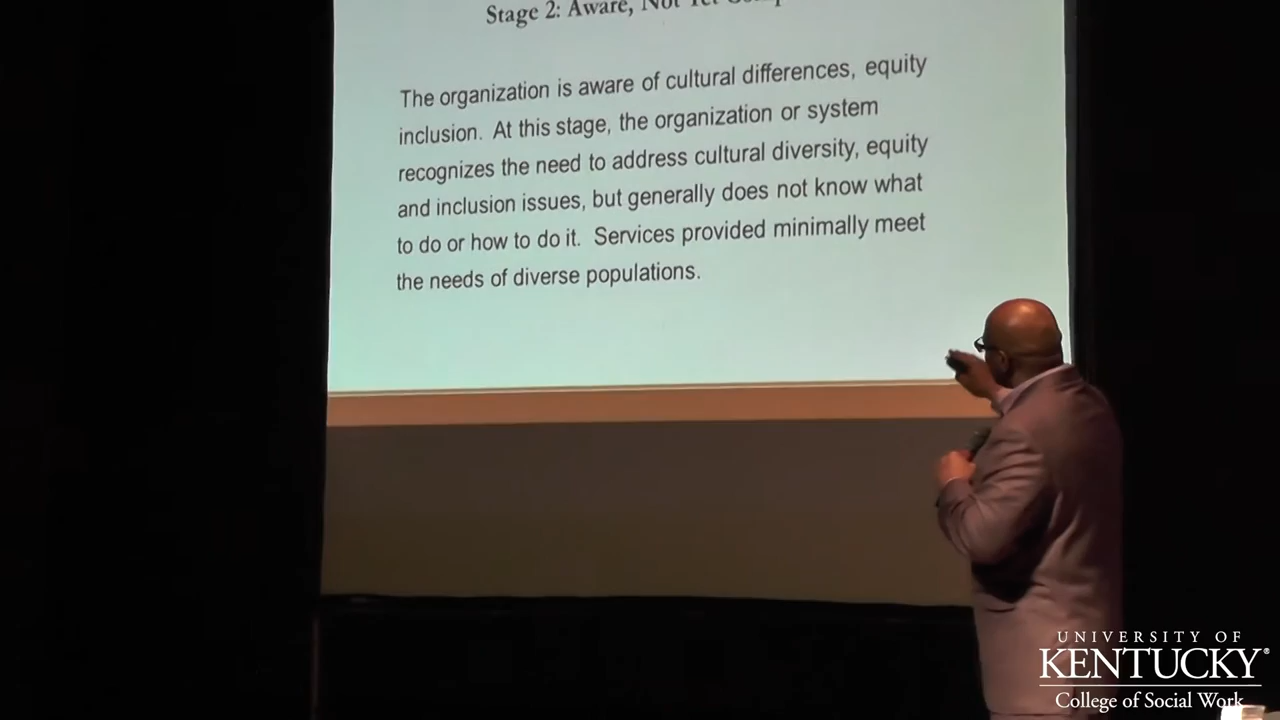 Stage 2: Aware, Not Yet
The organization is aware of cultural differences, equity
inclusion. At this stage, the organization or system
recognizes the need to address cultural diversity, equity
and inclusion issues, but generally does not know what
to do or how to do it. Services provided minimally meet
the needs of diverse populations.
UNIVERSITY OF
KENTUCKY®
College of Social Work